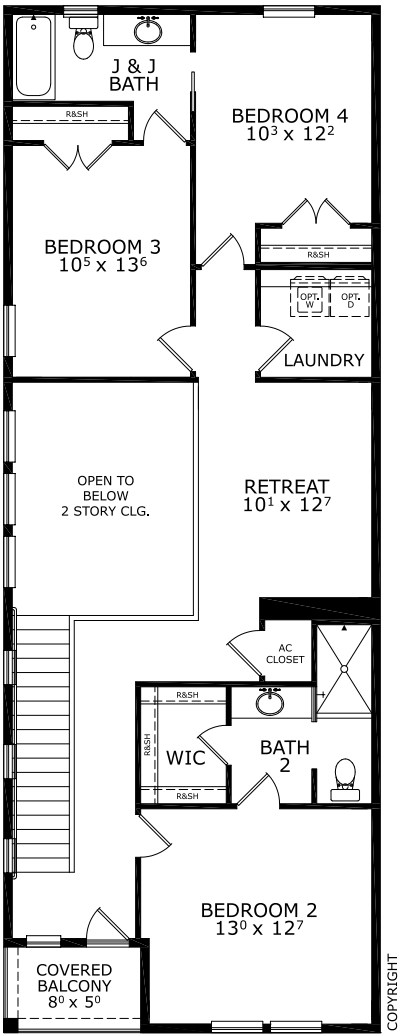 J & J
BATH
R&SH
BEDROOM 4
10³ x 12²
BEDROOM 3
10⁵ x 13⁶
R&SH
OPT. OPT.
W D
LAUNDRY
OPEN TO
BELOW
2 STORY CLG.
RETREAT
10¹ x 12⁷
AC
CLOSET
R&SH
R&SH
WIC
R&SH
BATH
2
BEDROOM 2
13⁰ x 12⁷
COVERED
BALCONY
8⁰ x 5⁰
COPYRIGHT